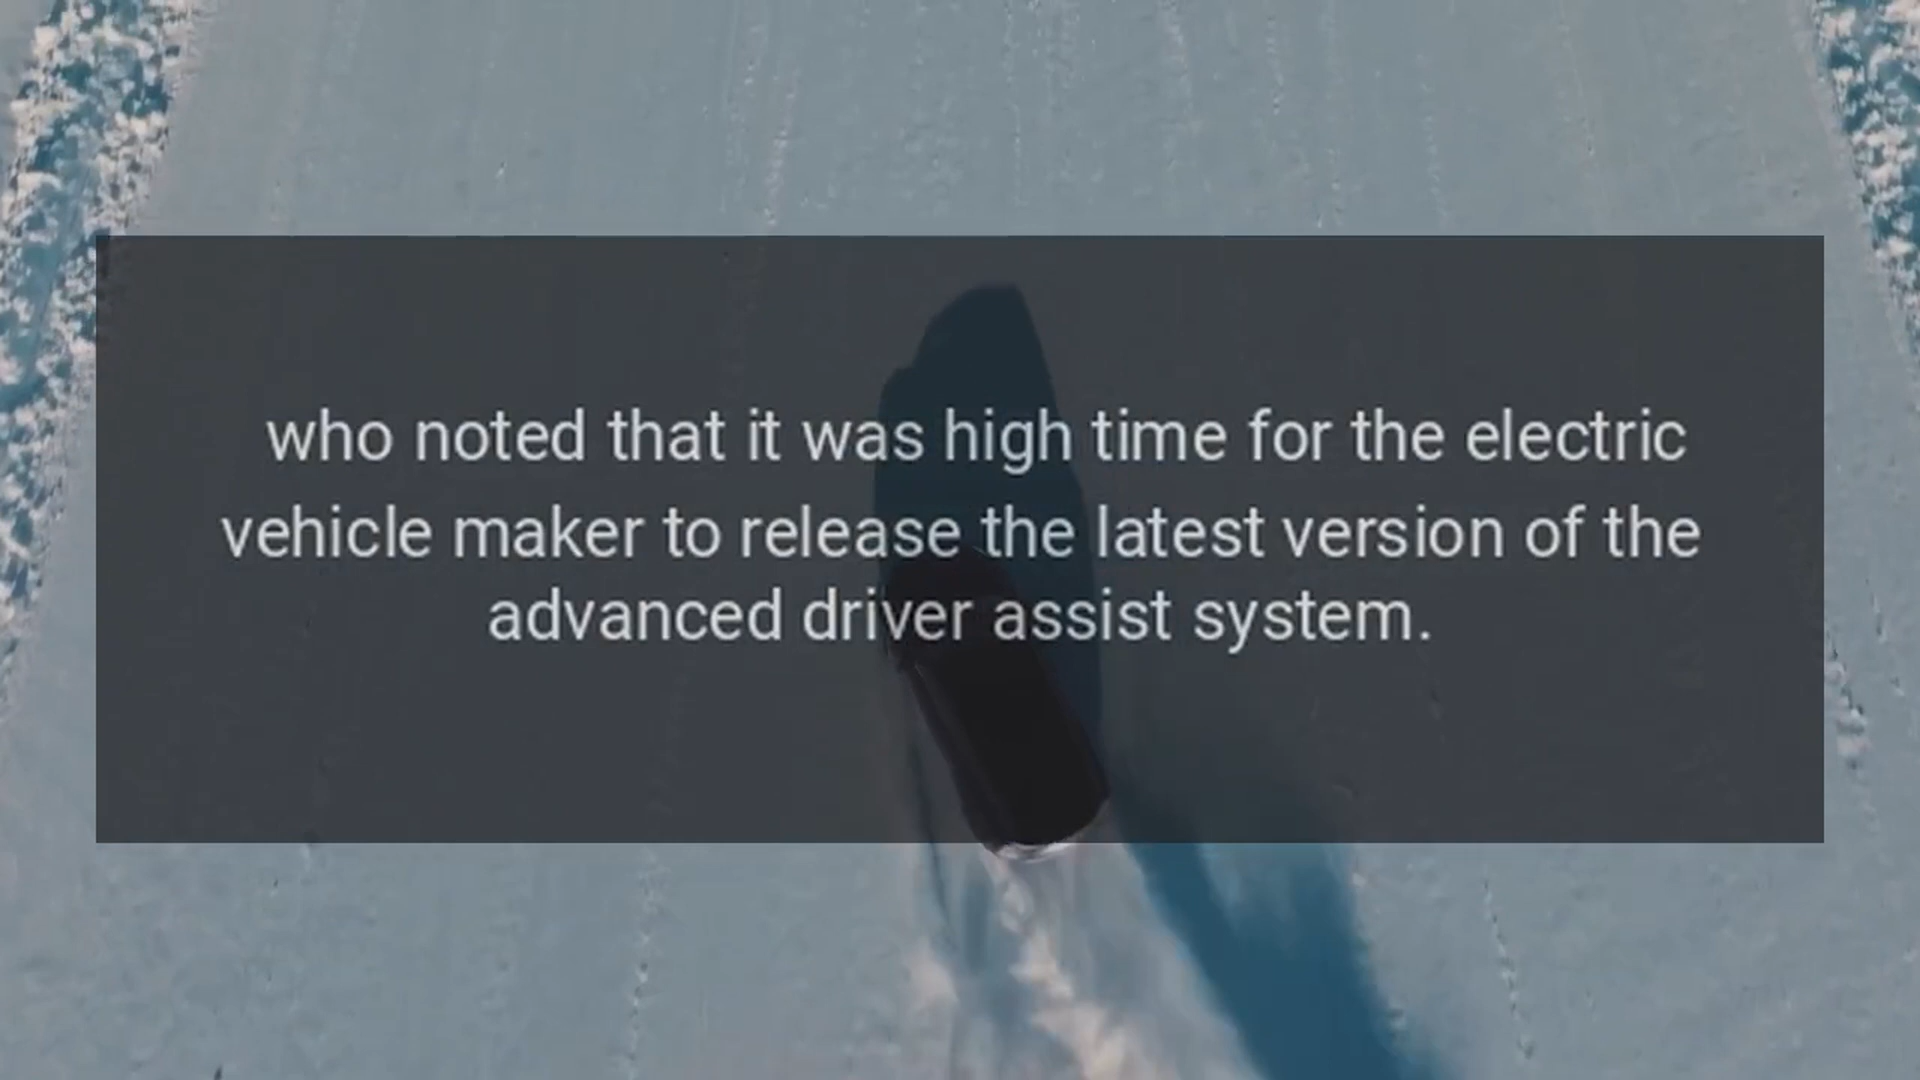 who noted that it was high time for the electric
vehicle maker to release the latest version of the
advanced driver assist system.